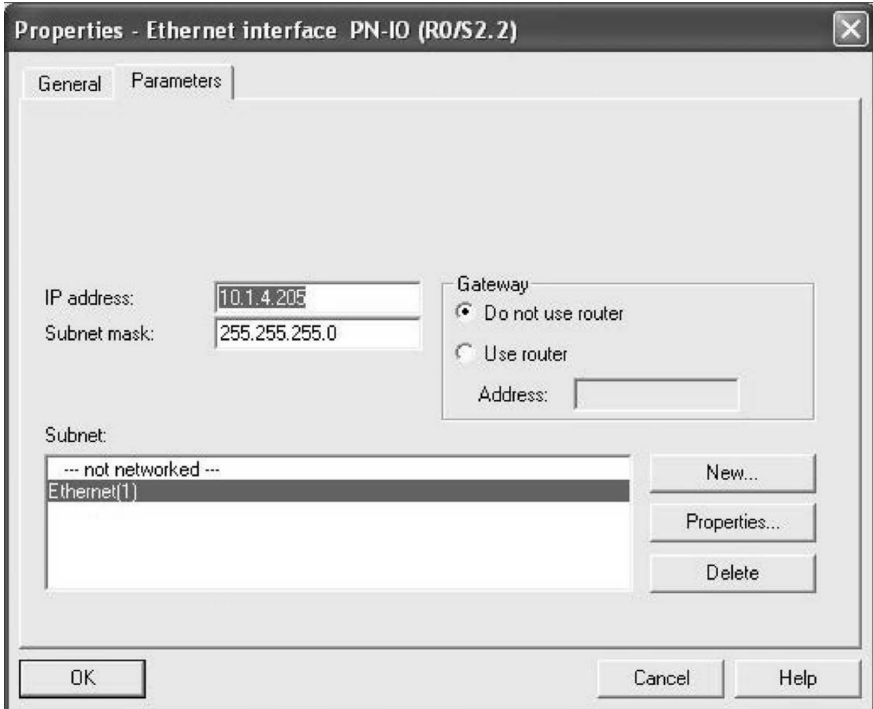 Properties - Ethernet interface PN-IO (R0/S2.2)
General
Parameters
IP address:
10.1.4.205
Subnet mask:
255.255.255.0
Gateway
Do not use router
Use router
Address:
Subnet:
--- not networked ---
Ethernet(1)
New...
Properties...
Delete
OK
Cancel
Help